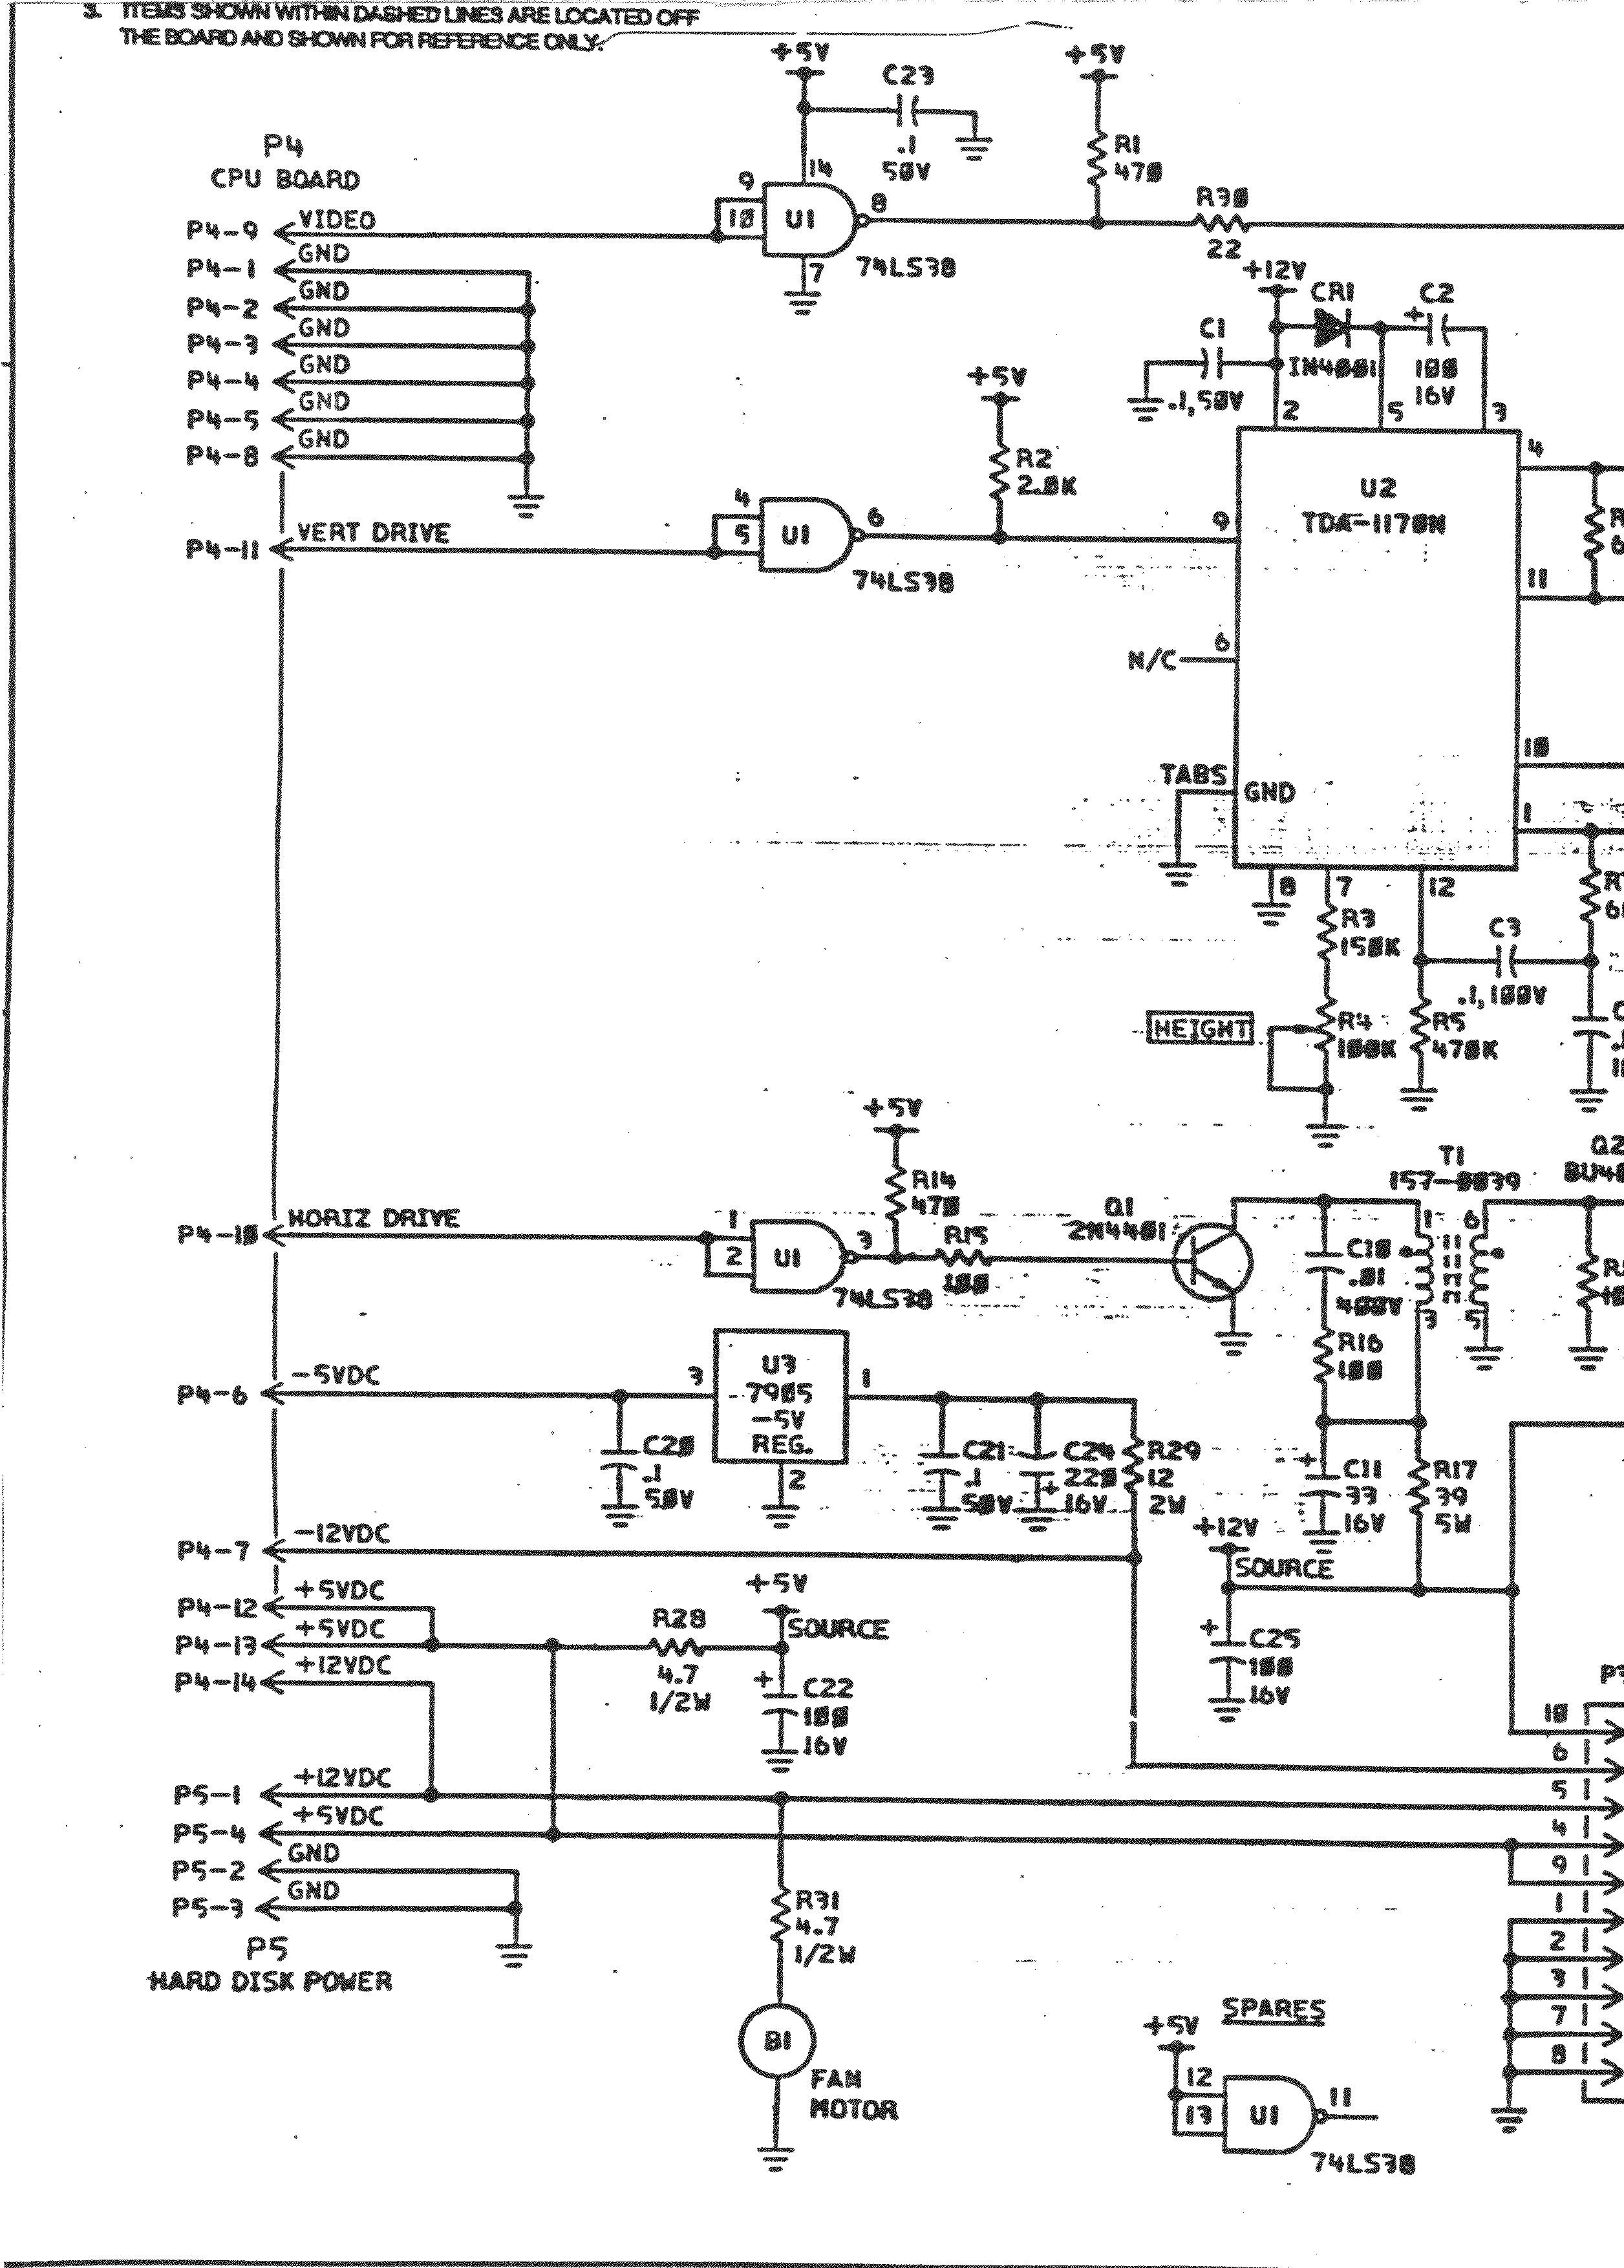 3. ITEMS SHOWN WITHIN DASHED LINES ARE LOCATED OFF
THE BOARD AND SHOWN FOR REFERENCE ONLY.
+5V
C23
.1
50V
+5V
R1
470
P4
CPU BOARD
P4-9 VIDEO
9
10
14
U1
8
7
74LS38
R30
22
P4-1 GND
P4-2 GND
P4-3 GND
P4-4 GND
P4-5 GND
P4-8 GND
+12V
CR1
IN4001
C2
+
100
16V
C1
.1,50V
2
5
3
+5V
R2
2.0K
P4-11 VERT DRIVE
4
5
U1
6
74LS38
9
U2
TDA-1170N
4
11
N/C
6
10
TABS
GND
1
8
7
12
R3
150K
C3
.1,100V
HEIGHT
R4
100K
R5
470K
+5V
R14
470
P4-10 HORIZ DRIVE
1
2
U1
3
74LS38
R15
100
Q1
2N4401
T1
157-0039
Q2
1
6
3
5
C10
.01
400V
R16
100
P4-6 -5VDC
3
U3
7905
-5V
REG.
1
2
C20
.1
50V
C21
.1
50V
C24
220
+ 16V
R29
12
2W
+
C11
33
16V
R17
39
5W
P4-7 -12VDC
+12V
SOURCE
+
C25
100
16V
P4-12 +5VDC
P4-13 +5VDC
P4-14 +12VDC
R28
4.7
1/2W
+5V
SOURCE
+
C22
100
16V
P5-1 +12VDC
P5-4 +5VDC
P5-2 GND
P5-3 GND
P5
HARD DISK POWER
R31
4.7
1/2W
B1
FAN
MOTOR
10
6
5
4
9
1
2
3
7
8
SPARES
+5V
12
13
U1
11
74LS38